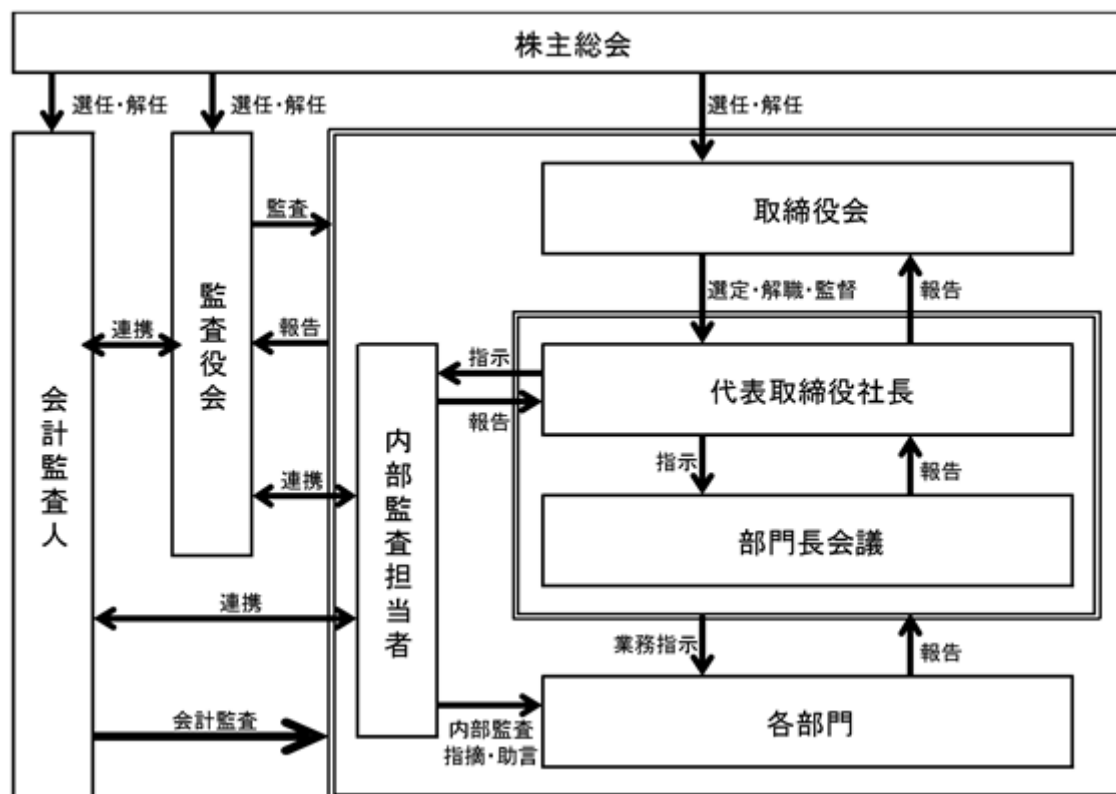 株主総会
選任・解任
選任・解任
選任・解任
取締役会
監査
選定・解職・監督
報告
監査役会
連携
報告
指示
代表取締役社長
報告
会計監査人
内部監査担当者
指示
報告
連携
部門長会議
連携
業務指示
報告
会計監査
内部監査
指摘・助言
各部門